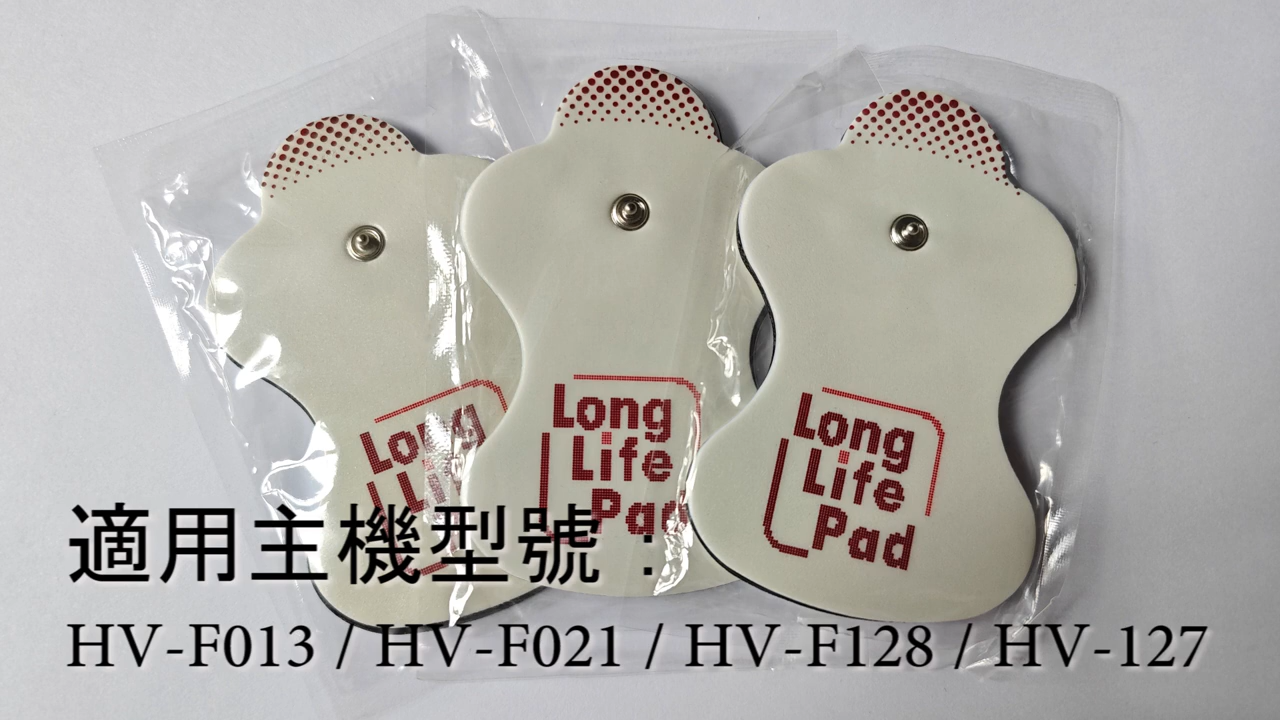 Long
Life
Pad
Long
Life
Pad
Long
Life
Pad
適用主機型號：
HV-F013 / HV-F021 / HV-F128 / HV-127